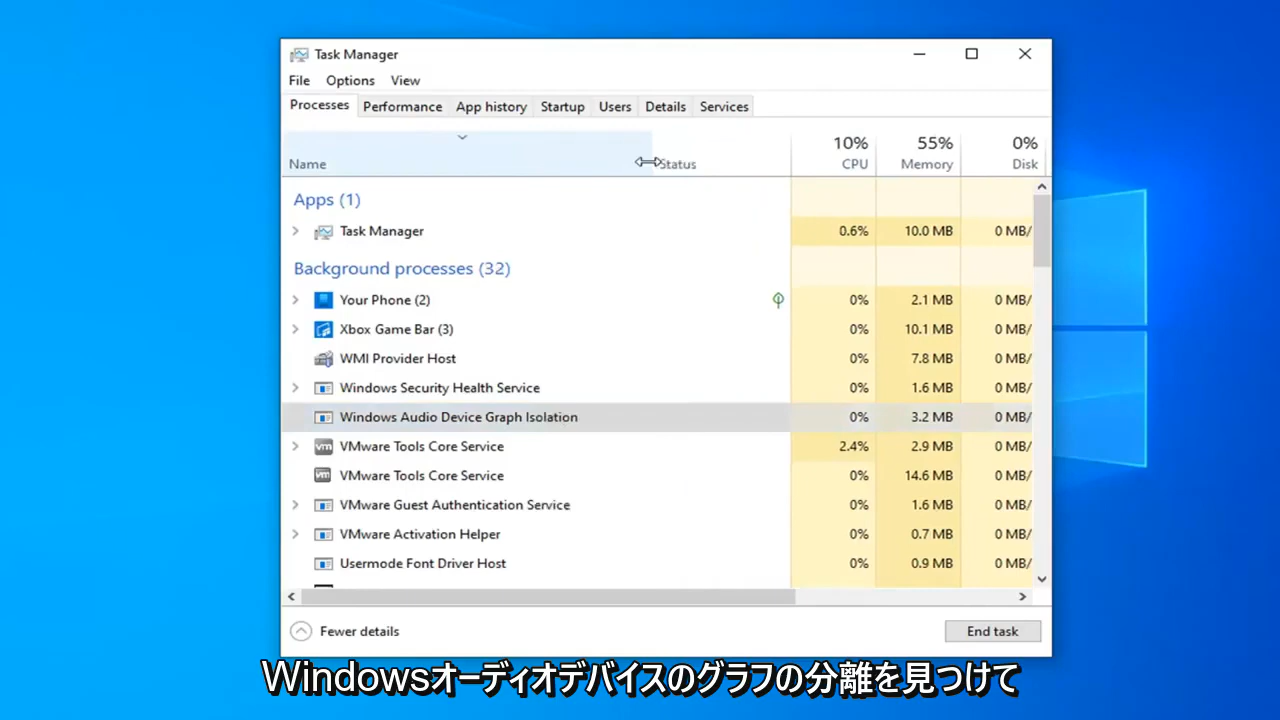 Task Manager
File Options View
Processes Performance App history Startup Users Details Services
10% 55% 0%
Name Status CPU Memory Disk
Apps (1)
Task Manager 0.6% 10.0 MB 0 MB/
Background processes (32)
Your Phone (2) 0% 2.1 MB 0 MB/
Xbox Game Bar (3) 0% 10.1 MB 0 MB/
WMI Provider Host 0% 7.8 MB 0 MB/
Windows Security Health Service 0% 1.6 MB 0 MB/
Windows Audio Device Graph Isolation 0% 3.2 MB 0 MB/
vm VMware Tools Core Service 2.4% 2.9 MB 0 MB/
vm VMware Tools Core Service 0% 14.6 MB 0 MB/
VMware Guest Authentication Service 0% 1.6 MB 0 MB/
VMware Activation Helper 0% 0.7 MB 0 MB/
Usermode Font Driver Host 0% 0.9 MB 0 MB/
Fewer details End task
Windowsオーディオデバイスのグラフの分離を見つけて